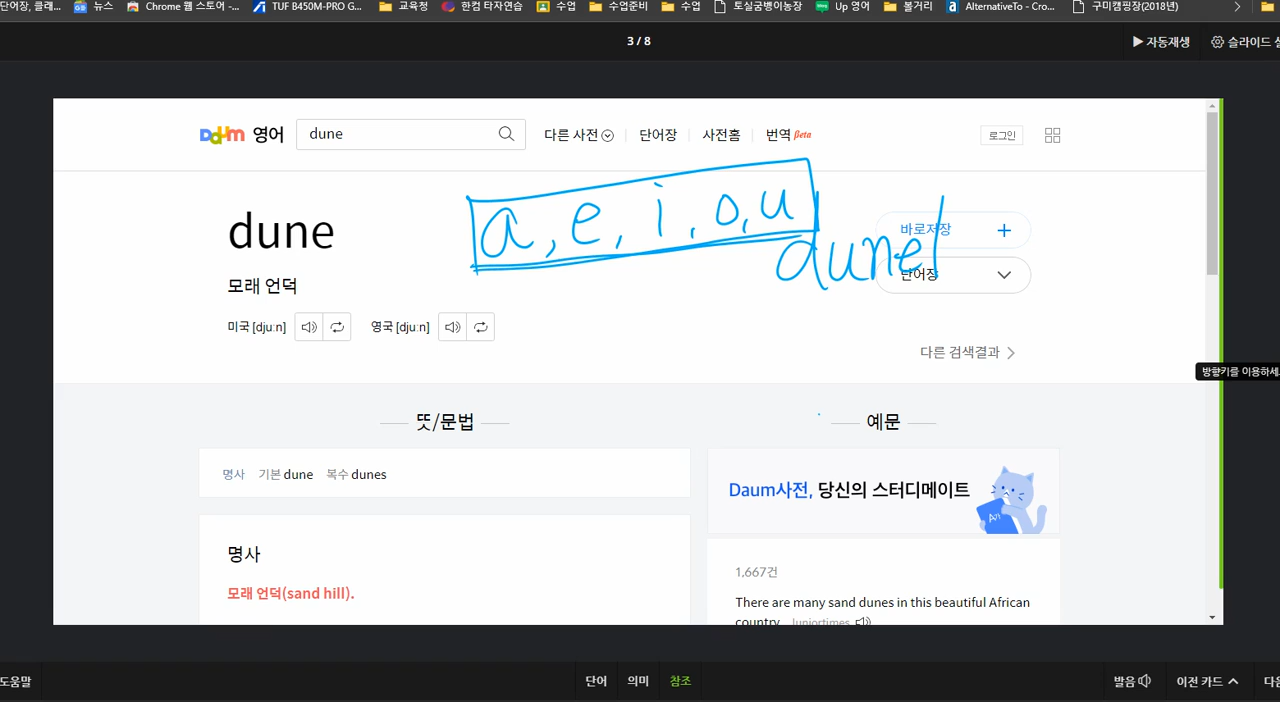 단어장, 클래... 뉴스 Chrome 웹 스토어 -... TUF B450M-PRO G... 교육청 한컴 타자연습 수업 수업준비 수업 토실궁뱅이농장 Up 영어 볼거리 AlternativeTo - Cro... 구미캠핑장(2018년)
3 / 8
자동재생
슬라이드 설
Daum 영어
dune
다른 사전
단어장
사전홈
번역 beta
로그인
a, e, i, o, u
dune
바로저장
dune
모래 언덕
단어장
미국 [dju:n]
영국 [dju:n]
다른 검색결과
방향키를 이용하세.
뜻/문법
예문
명사 기본 dune 복수 dunes
Daum사전, 당신의 스터디메이트
명사
1,667건
모래 언덕(sand hill).
There are many sand dunes in this beautiful African
country. Juniortimes
도움말
단어
의미
참조
발음
이전 카드
다음